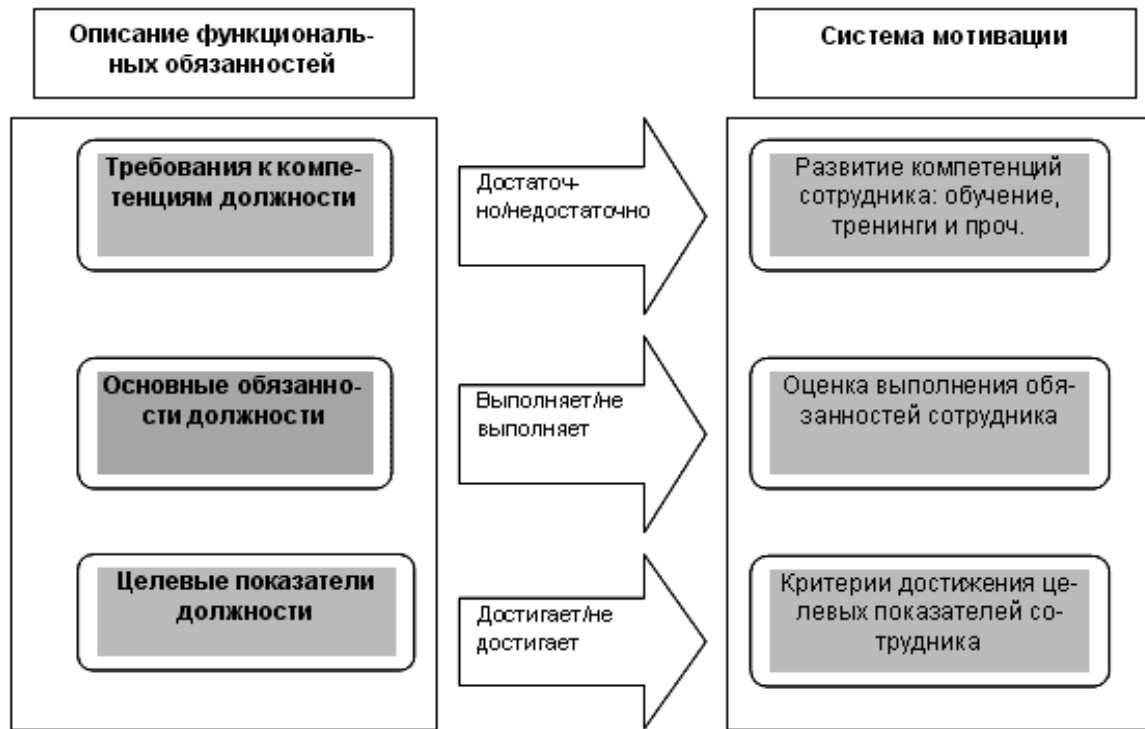 Описание функциональ-
ных обязанностей
Система мотивации
Требования к компе-
тенциям должности
Достаточ-
но/недостаточно
Развитие компетенций
сотрудника: обучение,
тренинги и проч.
Основные обязанно-
сти должности
Выполняет/не
выполняет
Оценка выполнения обя-
занностей сотрудника
Целевые показатели
должности
Достигает/не
достигает
Критерии достижения це-
левых показателей со-
трудника